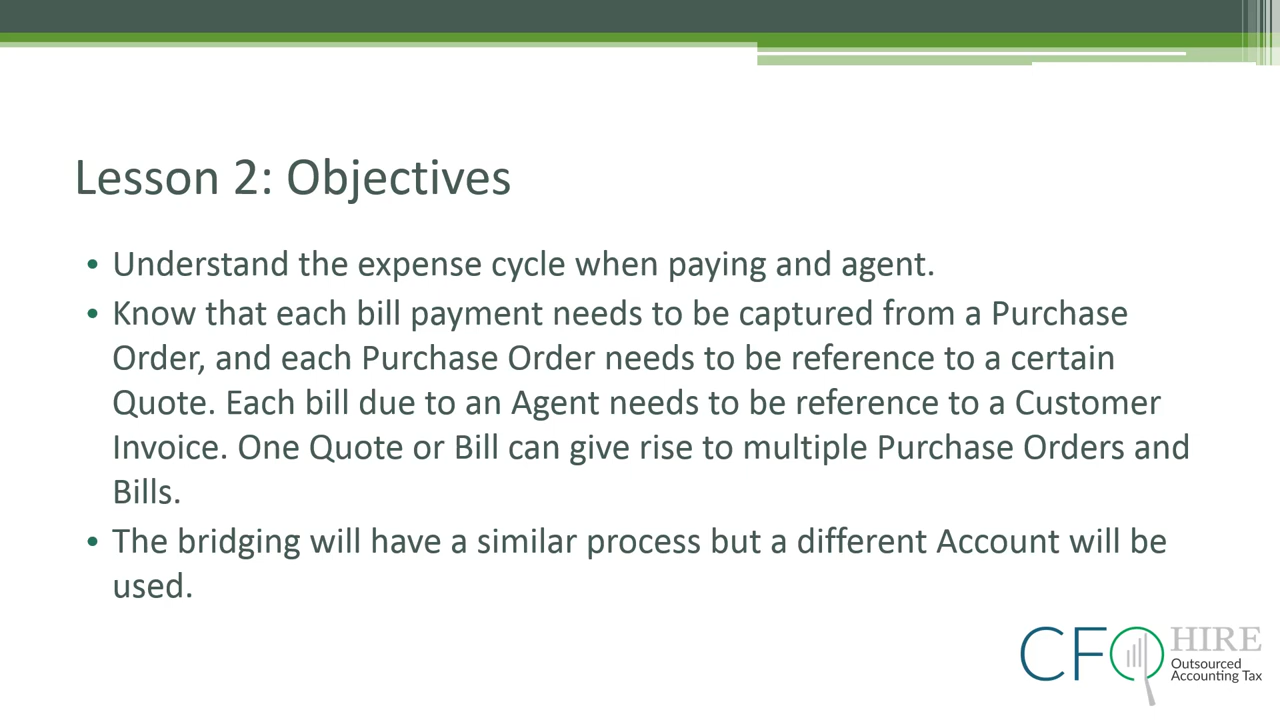 Lesson 2: Objectives
• Understand the expense cycle when paying and agent.
• Know that each bill payment needs to be captured from a Purchase
Order, and each Purchase Order needs to be reference to a certain
Quote. Each bill due to an Agent needs to be reference to a Customer
Invoice. One Quote or Bill can give rise to multiple Purchase Orders and
Bills.
• The bridging will have a similar process but a different Account will be
used.
CFO HIRE
Outsourced
Accounting Tax